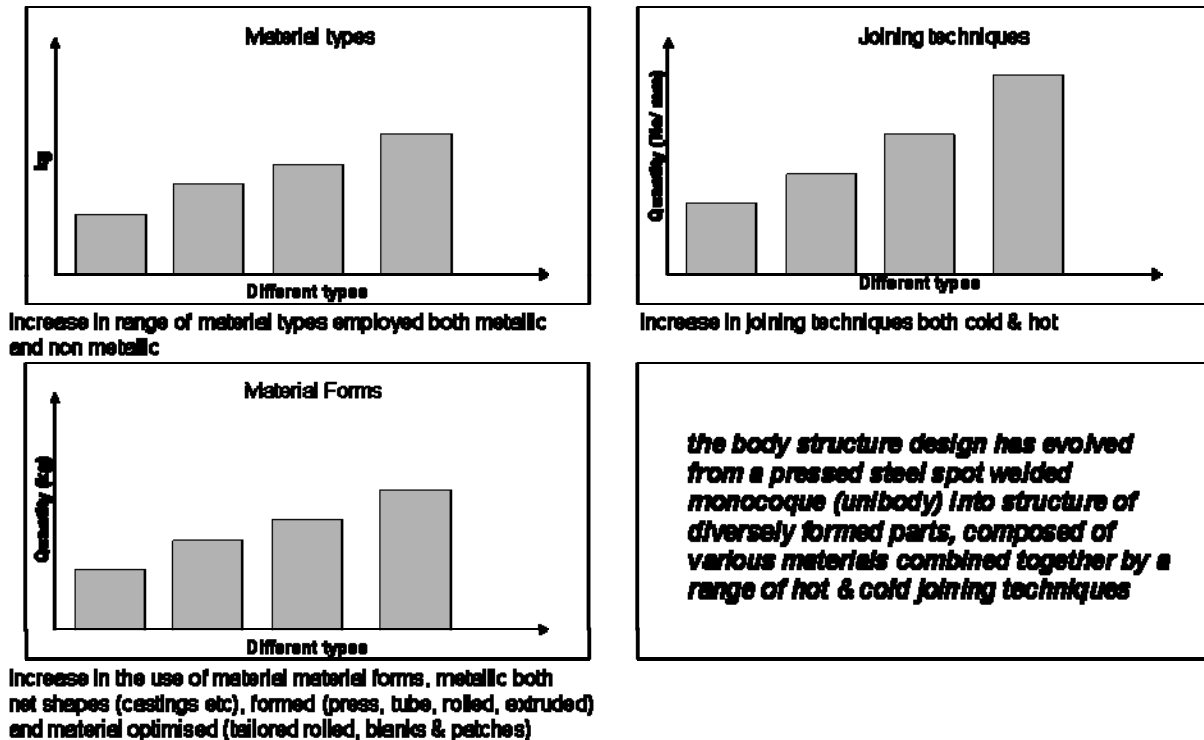 Material types
kg
Different types
Increase in range of material types employed both metallic
and non metallic
Joining techniques
Quantity (No/ mm)
Different types
Increase in joining techniques both cold & hot
Material Forms
Quantity (kg)
Different types
Increase in the use of material material forms, metallic both
net shapes (castings etc), formed (press, tube, rolled, extruded)
and material optimised (tailored rolled, blanks & patches)
the body structure design has evolved
from a pressed steel spot welded
monocoque (unibody) into structure of
diversely formed parts, composed of
various materials combined together by a
range of hot & cold joining techniques